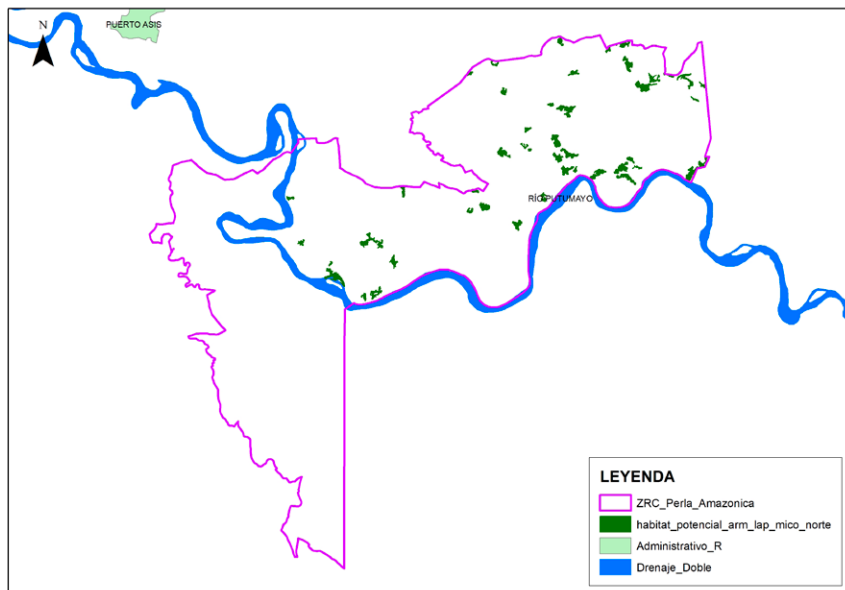 PUERTO ASIS
N
RÍO PUTUMAYO
LEYENDA
ZRC_Perla_Amazonica
habitat_potencial_arm_lap_mico_norte
Administrativo_R
Drenaje_Doble